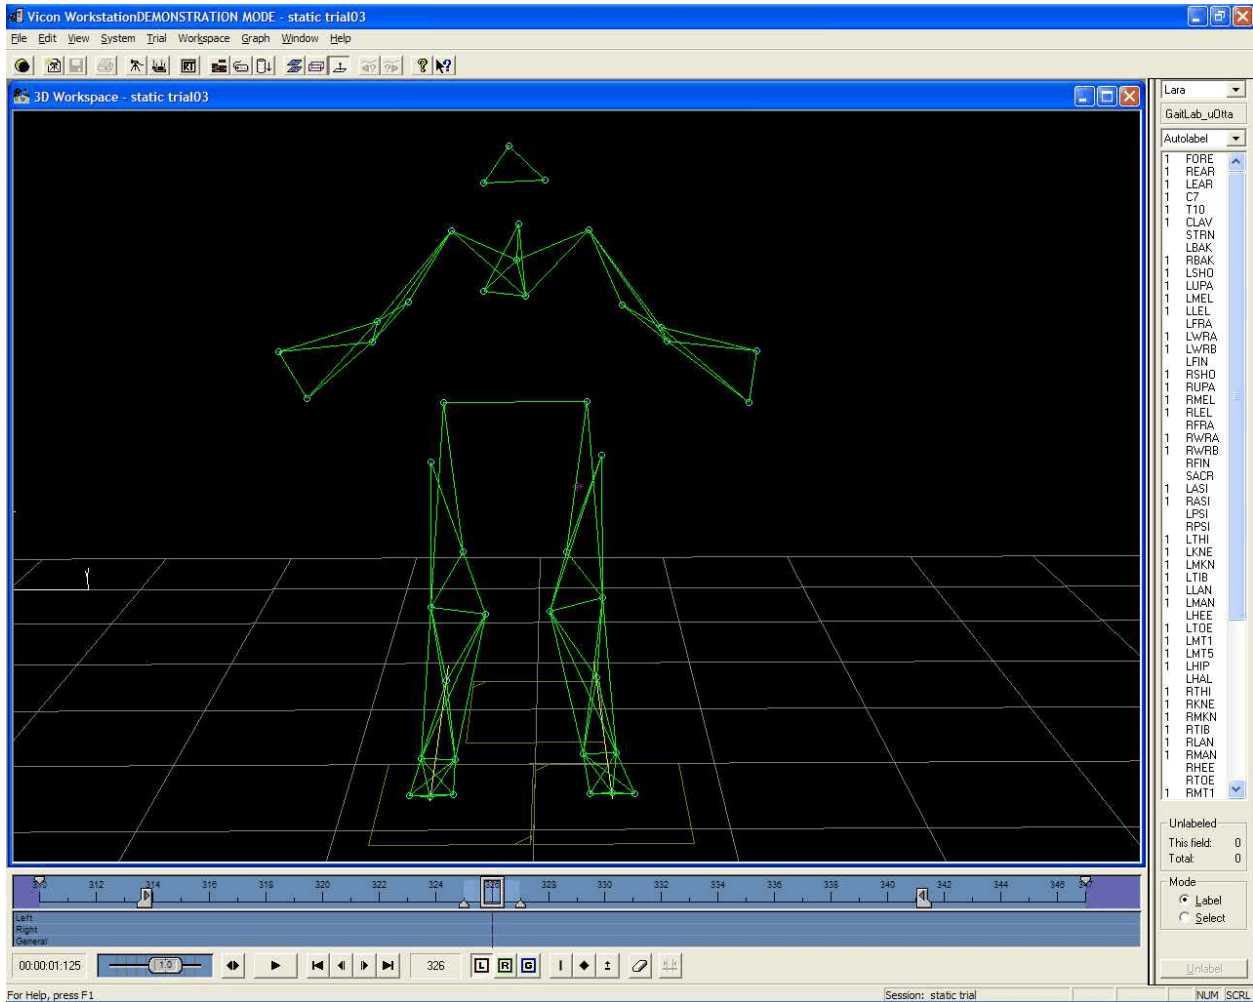 Vicon WorkstationDEMONSTRATION MODE - static trial03
File Edit View System Trial Workspace Graph Window Help
RT
3D Workspace - static trial03
Lara
GaitLab_uOtta
Autolabel
1 FORE
1 REAR
1 LEAR
1 C7
1 T10
1 CLAV
STRN
LBAK
1 RBAK
1 LSHO
1 LUPA
1 LMEL
1 LLEL
LFRA
1 LWRA
1 LWRB
LFIN
1 RSHO
1 RUPA
1 RMEL
1 RLEL
RFRA
1 RWRA
1 RWRB
RFIN
SACR
1 LASI
1 RASI
LPSI
RPSI
1 LTHI
1 LKNE
1 LMKN
1 LTIB
1 LLAN
1 LMAN
LHEE
1 LTOE
1 LMT1
1 LMT5
1 LHIP
LHAL
1 RTHI
1 RKNE
1 RMKN
1 RTIB
1 RLAN
1 RMAN
RHEE
RTOE
1 RMT1
Unlabeled
This field: 0
Total: 0
Mode
Label
Select
Unlabel
312 314 316 318 320 322 324 326 328 330 332 334 336 338 340 342 344 346
Left
Right
General
00:00:01:125 1.0 326 L R G
For Help, press F1 Session: static trial NUM SCRL